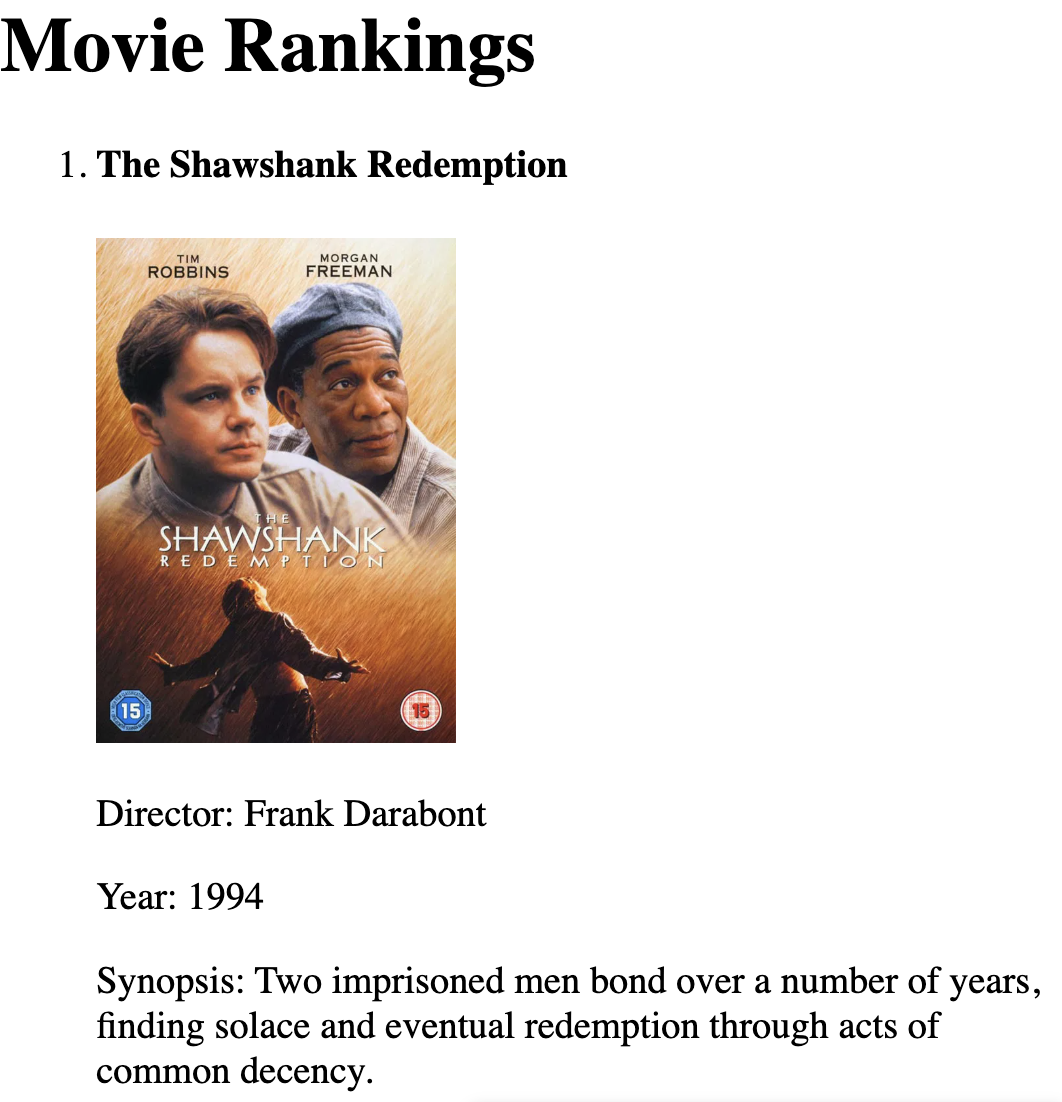 Movie Rankings
1. The Shawshank Redemption
TIM
ROBBINS
MORGAN
FREEMAN
THE
SHAWSHANK
REDEMPTION
15
15
Director: Frank Darabont
Year: 1994
Synopsis: Two imprisoned men bond over a number of years,
finding solace and eventual redemption through acts of
common decency.